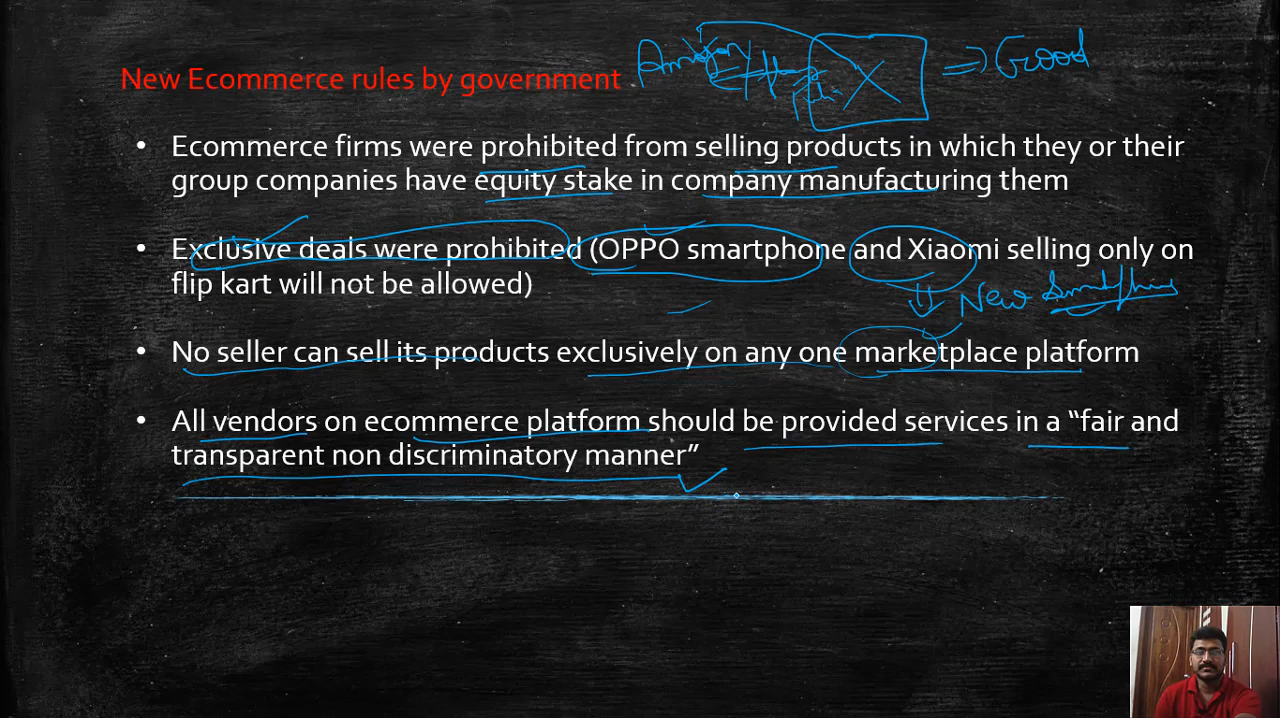 New Ecommerce rules by government
=> Good
• Ecommerce firms were prohibited from selling products in which they or their
group companies have equity stake in company manufacturing them
• Exclusive deals were prohibited (OPPO smartphone and Xiaomi selling only on
flip kart will not be allowed)
New Smartphone
• No seller can sell its products exclusively on any one marketplace platform
• All vendors on ecommerce platform should be provided services in a “fair and
transparent non discriminatory manner”